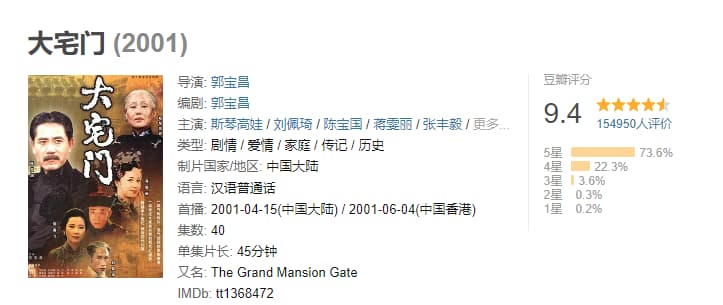 大宅门 (2001)
大宅门
导演: 郭宝昌
编剧: 郭宝昌
主演: 斯琴高娃 / 刘佩琦 / 陈宝国 / 蒋雯丽 / 张丰毅 / 更多...
类型: 剧情 / 爱情 / 家庭 / 传记 / 历史
制片国家/地区: 中国大陆
语言: 汉语普通话
首播: 2001-04-15(中国大陆) / 2001-06-04(中国香港)
集数: 40
单集片长: 45分钟
又名: The Grand Mansion Gate
IMDb: tt1368472
豆瓣评分
9.4
154950人评价
5星 73.6%
4星 22.3%
3星 3.6%
2星 0.3%
1星 0.2%